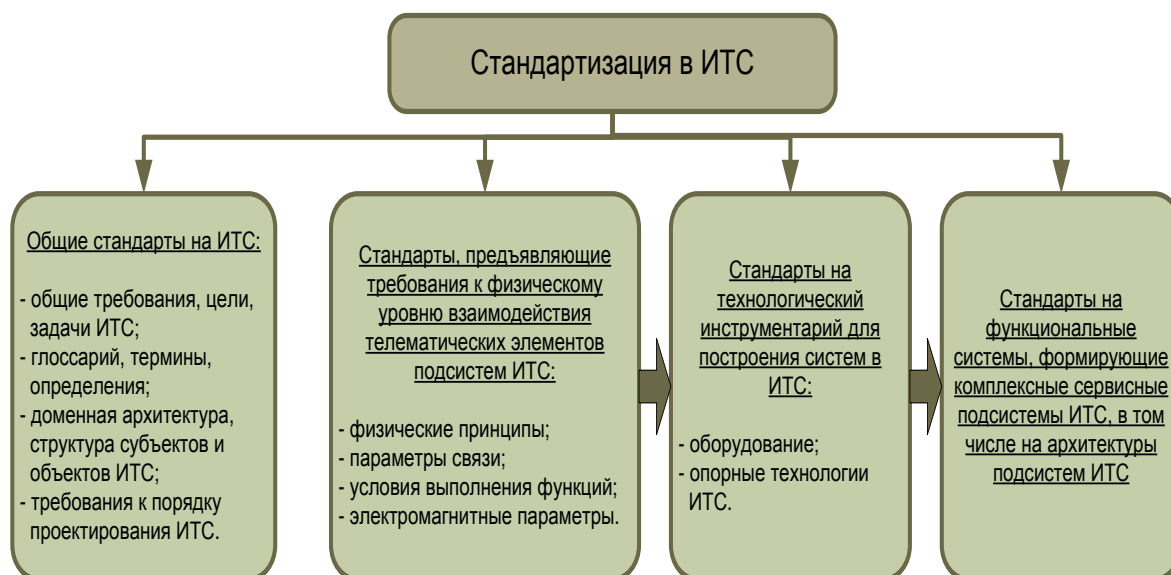 Стандартизация в ИТС
Общие стандарты на ИТС:
- общие требования, цели,
задачи ИТС;
- глоссарий, термины,
определения;
- доменная архитектура,
структура субъектов и
объектов ИТС;
- требования к порядку
проектирования ИТС.
Стандарты, предъявляющие
требования к физическому
уровню взаимодействия
телематических элементов
подсистем ИТС:
- физические принципы;
- параметры связи;
- условия выполнения функций;
- электромагнитные параметры.
Стандарты на
технологический
инструментарий для
построения систем в
ИТС:
- оборудование;
- опорные технологии
ИТС.
Стандарты на
функциональные
системы, формирующие
комплексные сервисные
подсистемы ИТС, в том
числе на архитектуры
подсистем ИТС